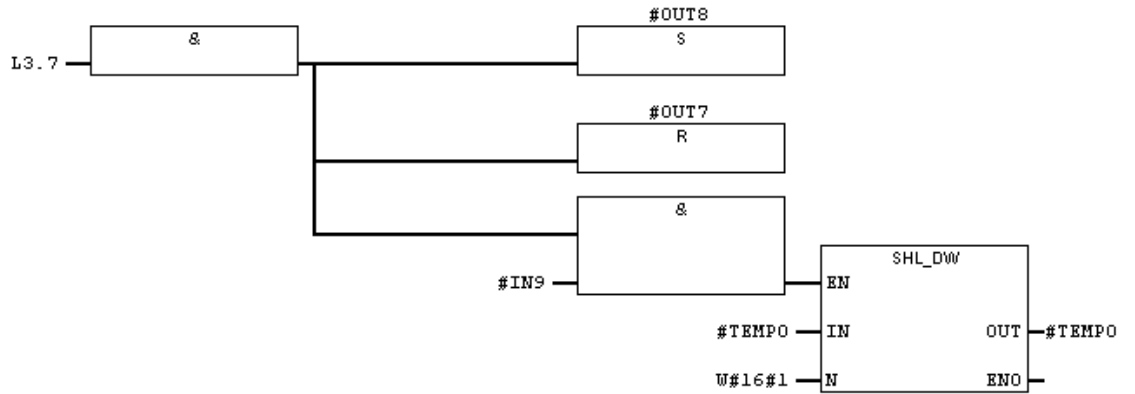 #OUT8
&
S
L3.7
#OUT7
R
&
SHL_DW
#IN9
EN
#TEMP0
IN
OUT
#TEMP0
W#16#1
N
ENO